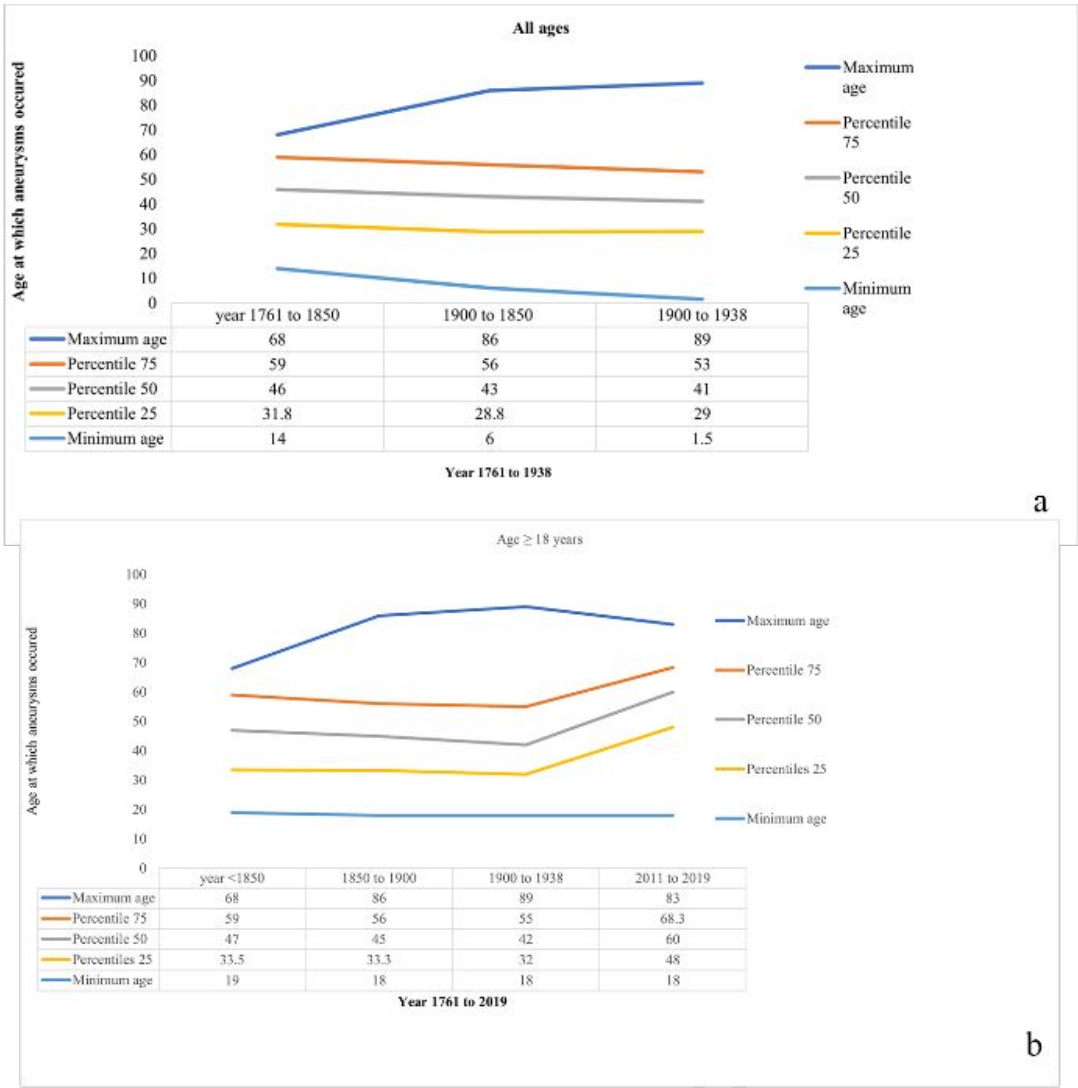 All ages
Age at which aneurysms occured
100
90
80
70
60
50
40
30
20
10
0
Maximum
age
Percentile
75
Percentile
50
Percentile
25
Minimum
age
year 1761 to 1850 1900 to 1850 1900 to 1938
Maximum age 68 86 89
Percentile 75 59 56 53
Percentile 50 46 43 41
Percentile 25 31.8 28.8 29
Minimum age 14 6 1.5
Year 1761 to 1938
a
Age ≥ 18 years
Age at which aneurysms occured
100
90
80
70
60
50
40
30
20
10
0
Maximum age
Percentile 75
Percentile 50
Percentiles 25
Minimum age
year <1850 1850 to 1900 1900 to 1938 2011 to 2019
Maximum age 68 86 89 83
Percentile 75 59 56 55 68.3
Percentile 50 47 45 42 60
Percentiles 25 33.5 33.3 32 48
Minimum age 19 18 18 18
Year 1761 to 2019
b